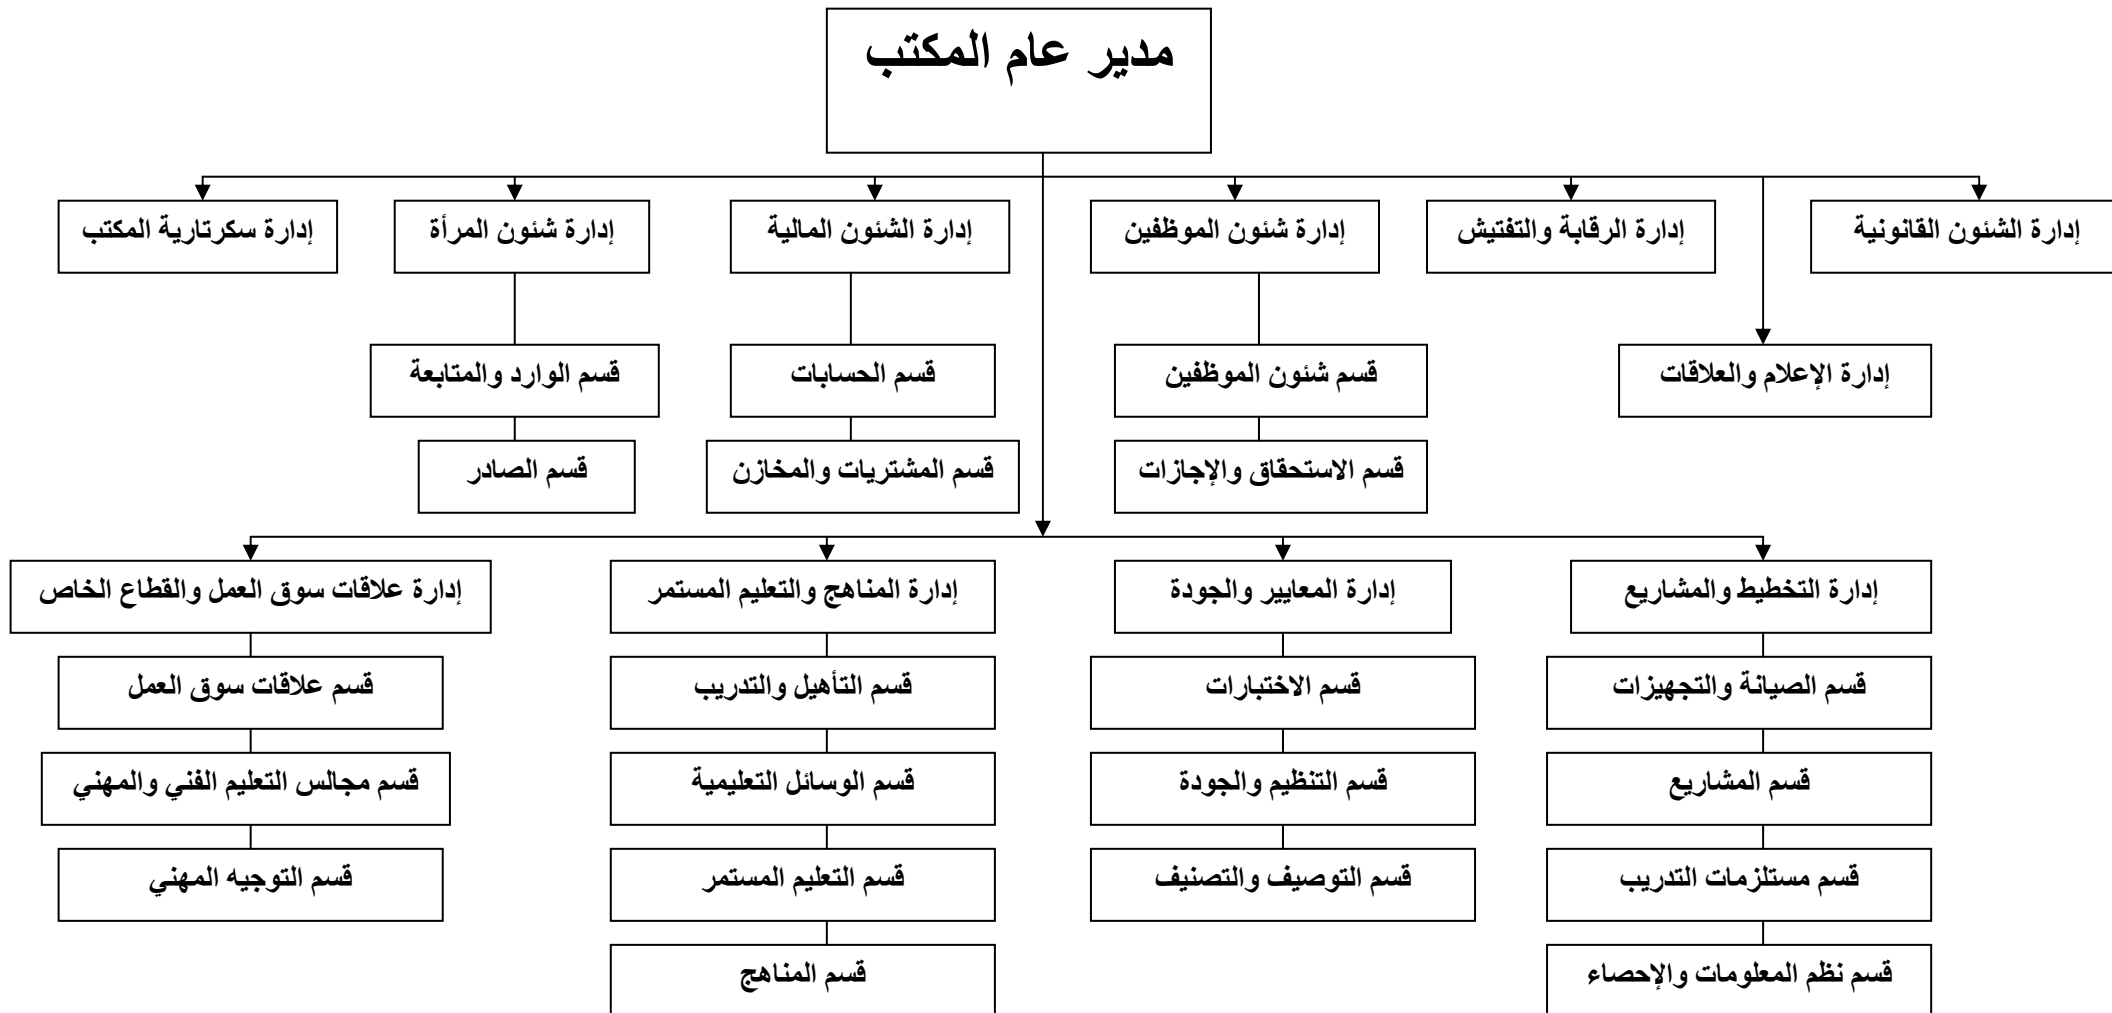 مدير عام المكتب
إدارة الشئون القانونية
إدارة الرقابة والتفتيش
إدارة شئون الموظفين
إدارة الشئون المالية
إدارة شئون المرأة
إدارة سكرتارية المكتب
إدارة الإعلام والعلاقات
قسم شئون الموظفين
قسم الحسابات
قسم الوارد والمتابعة
قسم الاستحقاق والإجازات
قسم المشتريات والمخازن
قسم الصادر
إدارة التخطيط والمشاريع
إدارة المعايير والجودة
إدارة المناهج والتعليم المستمر
إدارة علاقات سوق العمل والقطاع الخاص
قسم الصيانة والتجهيزات
قسم الاختبارات
قسم التأهيل والتدريب
قسم علاقات سوق العمل
قسم المشاريع
قسم التنظيم والجودة
قسم الوسائل التعليمية
قسم مجالس التعليم الفني والمهني
قسم مستلزمات التدريب
قسم التوصيف والتصنيف
قسم التعليم المستمر
قسم التوجيه المهني
قسم نظم المعلومات والإحصاء
قسم المناهج